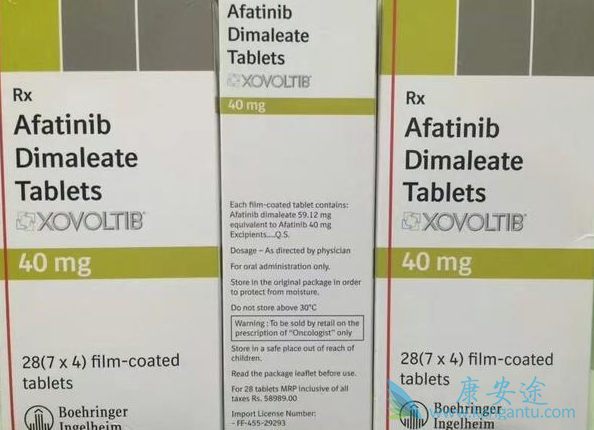 Rx
Afatinib
Dimaleate
Tablets
XOVOLTIB®
40 mg
28(7 x 4) film-coated
tablets
Boehringer
Ingelheim
Afatinib
Dimaleate
Tablets
XOVOLTIB®
40 mg
Each film-coated tablet contains:
Afatinib dimaleate 59.12 mg
equivalent to Afatinib 40 mg
Excipients....Q.S.
Dosage – As directed by physician
For oral administration only.
Store in the original package in order
to protect from moisture.
Do not store above 30°C
Warning : To be sold by retail on the
prescription of "Oncologist" only
Store in a safe place out of reach of
children.
Read the package leaflet before use.
For 28 tablets MRP inclusive of all
taxes Rs. 58989.00
Import License Number:
- FF-455-29293
Rx
Afatinib
Dimaleate
Tablets
XOVOLTIB®
40 mg
28(7 x 4) film-coated
tablets
Boehringer
Ingelheim
康安途
www.kangantu.com